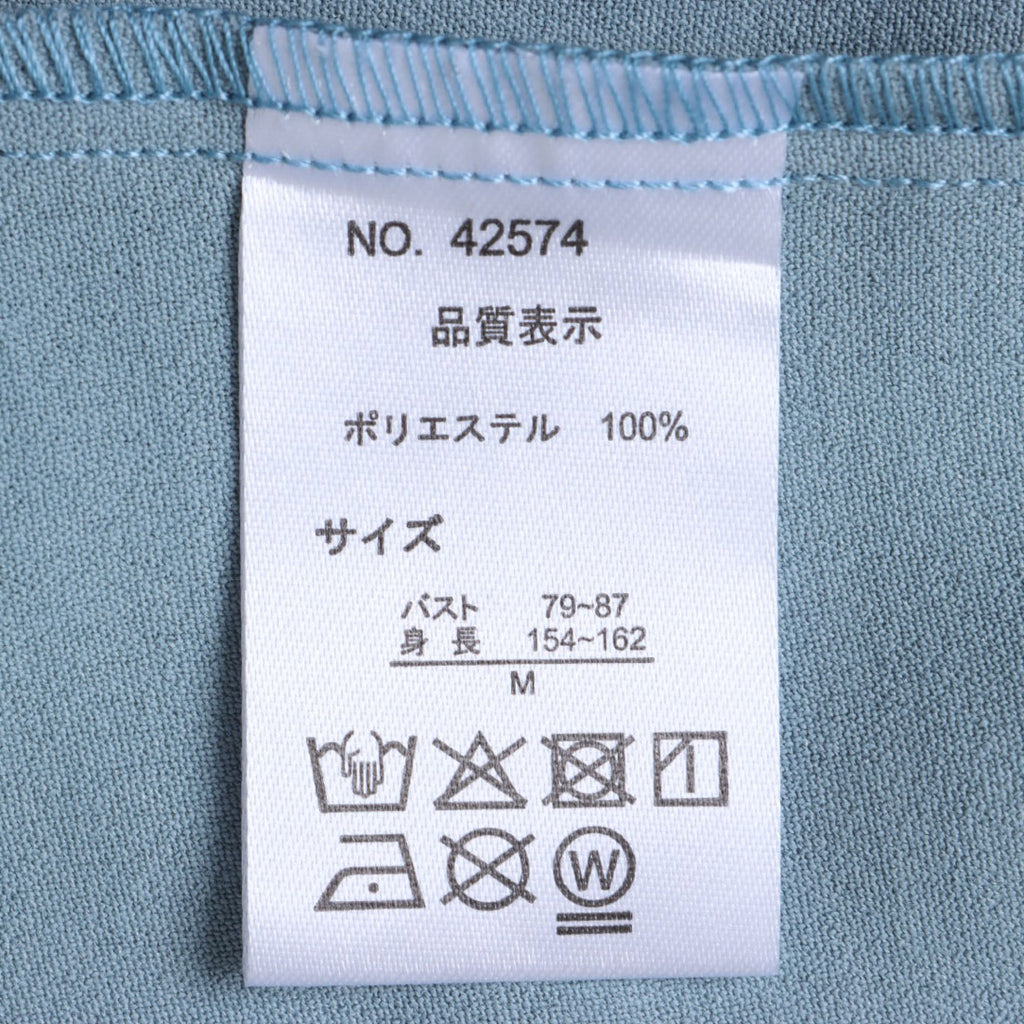 NO. 42574
品質表示
ポリエステル 100%
サイズ
バスト 79~87
身 長 154~162
M
W